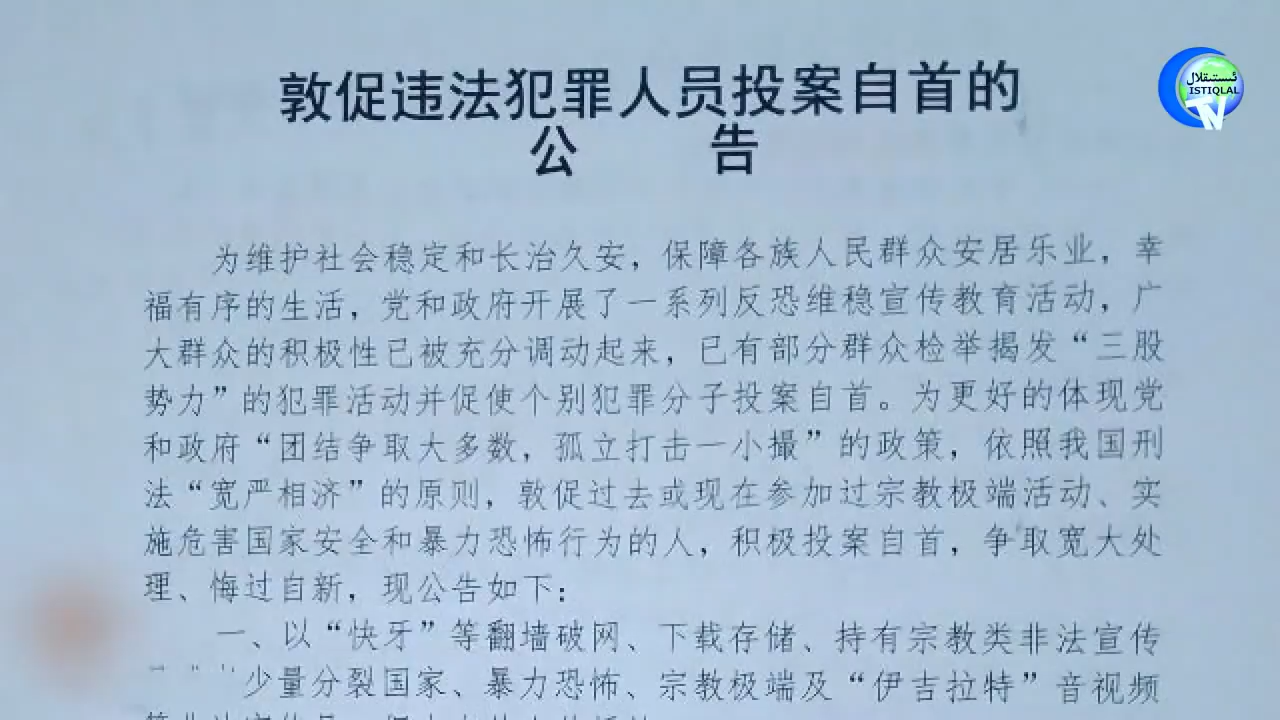 敦促违法犯罪人员投案自首的
公 告
ئىستىقلال
ISTIQLAL
为维护社会稳定和长治久安，保障各族人民群众安居乐业，幸
福有序的生活，党和政府开展了一系列反恐维稳宣传教育活动，广
大群众的积极性已被充分调动起来，已有部分群众检举揭发“三股
势力”的犯罪活动并促使个别犯罪分子投案自首。为更好的体现党
和政府“团结争取大多数，孤立打击一小撮”的政策，依照我国刑
法“宽严相济”的原则，敦促过去或现在参加过宗教极端活动、实
施危害国家安全和暴力恐怖行为的人，积极投案自首，争取宽大处
理、悔过自新，现公告如下：
一、以“快牙”等翻墙破网、下载存储、持有宗教类非法宣传
少量分裂国家、暴力恐怖、宗教极端及“伊吉拉特”音视频